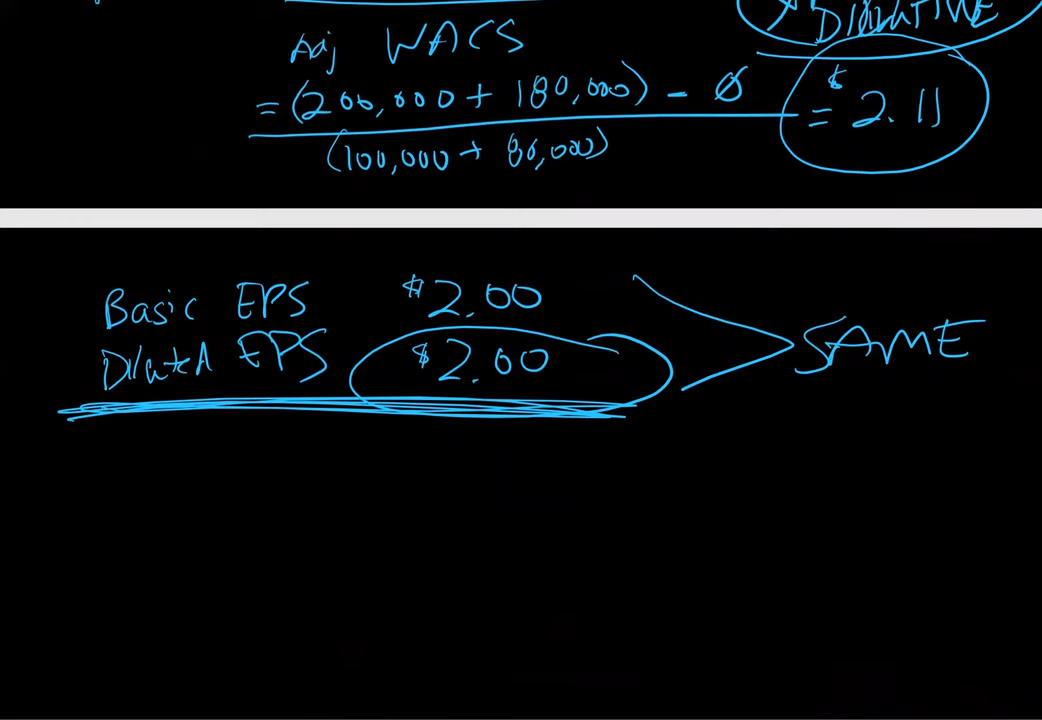 DILUTIVE
Adj WACS
= (200,000 + 180,000) - Ø = $2.11
(100,000 + 80,000)
Basic EPS $2.00
Diluted EPS $2.00
SAME